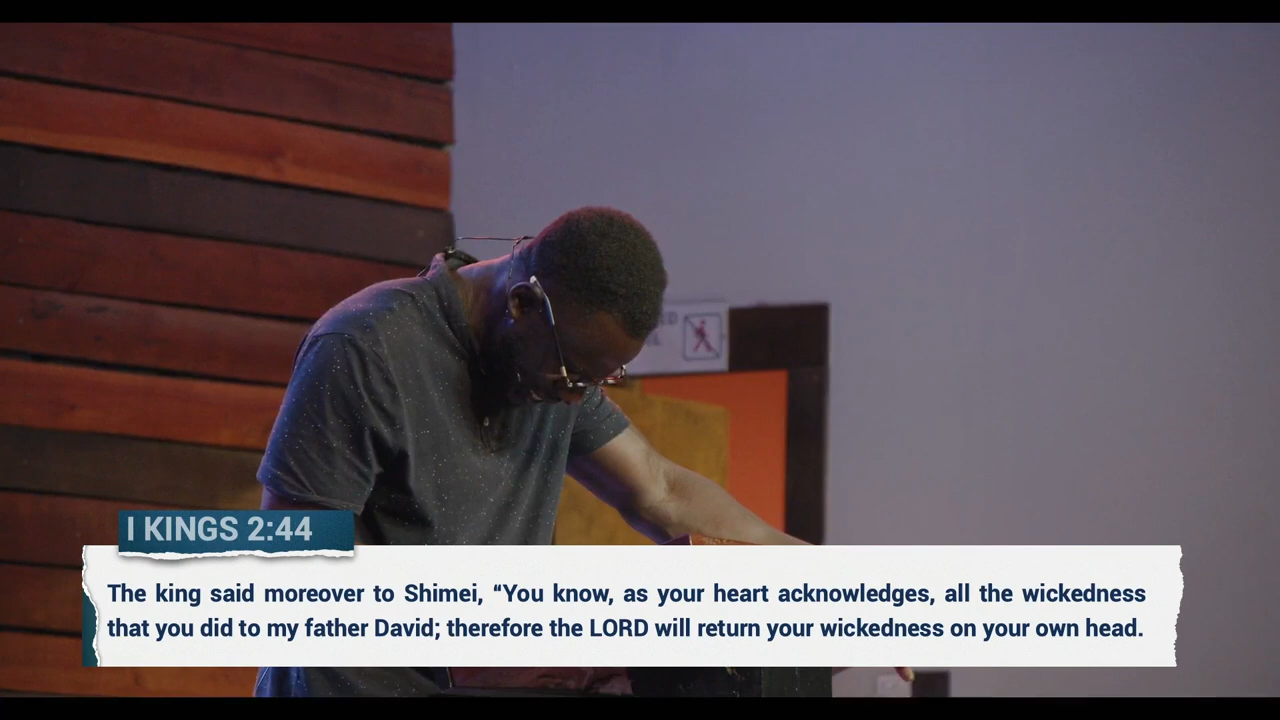 I KINGS 2:44
The king said moreover to Shimei, “You know, as your heart acknowledges, all the wickedness
that you did to my father David; therefore the LORD will return your wickedness on your own head.